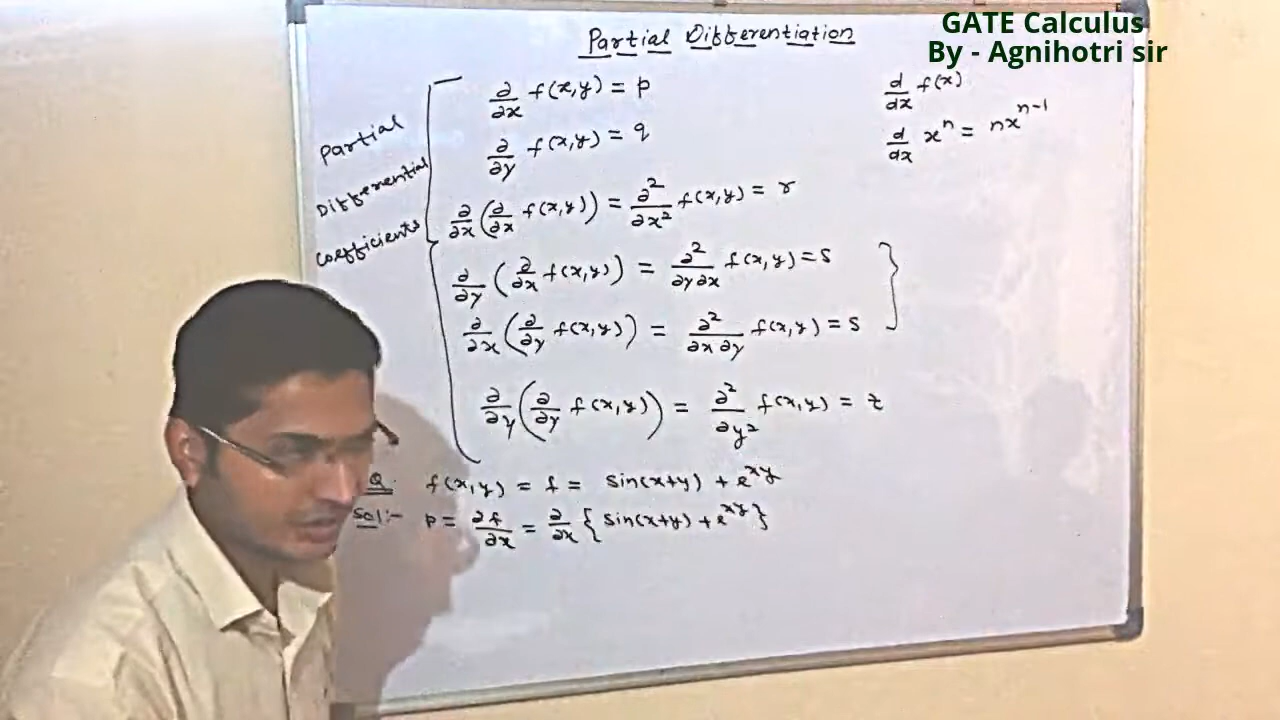 GATE Calculus
By - Agnihotri sir
Partial Differentiation
Partial
Differential
Coefficients
∂/∂x f(x,y) = p
∂/∂y f(x,y) = q
∂/∂x (∂/∂x f(x,y)) = ∂²/∂x² f(x,y) = r
∂/∂y (∂/∂x f(x,y)) = ∂²/∂y∂x f(x,y) = s
∂/∂x (∂/∂y f(x,y)) = ∂²/∂x∂y f(x,y) = s
∂/∂y (∂/∂y f(x,y)) = ∂²/∂y² f(x,y) = t
d/dx f(x)
d/dx xⁿ = nxⁿ⁻¹
Q. f(x,y) = f = sin(x+y) + e^xy
Sol:- p = ∂f/∂x = ∂/∂x { sin(x+y) + e^xy }